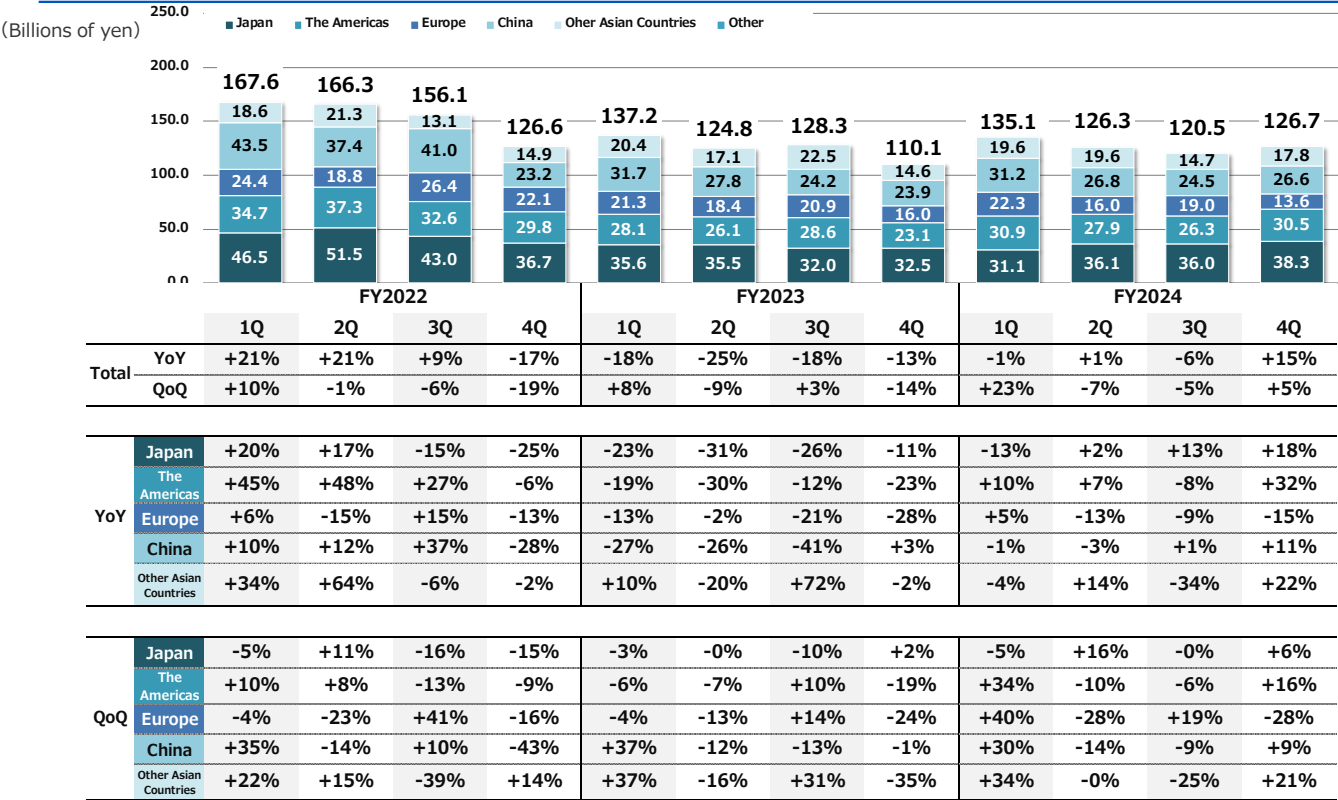 250.0
(Billions of yen)
Japan The Americas Europe China Oher Asian Countries Other
200.0
150.0
100.0
50.0
0.0
167.6 166.3 156.1 126.6 137.2 124.8 128.3 110.1 135.1 126.3 120.5 126.7
18.6 21.3 13.1 14.9 20.4 17.1 22.5 14.6 19.6 19.6 14.7 17.8
43.5 37.4 41.0 23.2 31.7 27.8 24.2 23.9 31.2 26.8 24.5 26.6
24.4 18.8 26.4 22.1 21.3 18.4 20.9 16.0 22.3 16.0 19.0 13.6
34.7 37.3 32.6 29.8 28.1 26.1 28.6 23.1 30.9 27.9 26.3 30.5
46.5 51.5 43.0 36.7 35.6 35.5 32.0 32.5 31.1 36.1 36.0 38.3
FY2022 FY2023 FY2024
1Q 2Q 3Q 4Q 1Q 2Q 3Q 4Q 1Q 2Q 3Q 4Q
Total
YoY +21% +21% +9% -17% -18% -25% -18% -13% -1% +1% -6% +15%
QoQ +10% -1% -6% -19% +8% -9% +3% -14% +23% -7% -5% +5%
YoY
Japan +20% +17% -15% -25% -23% -31% -26% -11% -13% +2% +13% +18%
The Americas +45% +48% +27% -6% -19% -30% -12% -23% +10% +7% -8% +32%
Europe +6% -15% +15% -13% -13% -2% -21% -28% +5% -13% -9% -15%
China +10% +12% +37% -28% -27% -26% -41% +3% -1% -3% +1% +11%
Other Asian Countries +34% +64% -6% -2% +10% -20% +72% -2% -4% +14% -34% +22%
QoQ
Japan -5% +11% -16% -15% -3% -0% -10% +2% -5% +16% -0% +6%
The Americas +10% +8% -13% -9% -6% -7% +10% -19% +34% -10% -6% +16%
Europe -4% -23% +41% -16% -4% -13% +14% -24% +40% -28% +19% -28%
China +35% -14% +10% -43% +37% -12% -13% -1% +30% -14% -9% +9%
Other Asian Countries +22% +15% -39% +14% +37% -16% +31% -35% +34% -0% -25% +21%